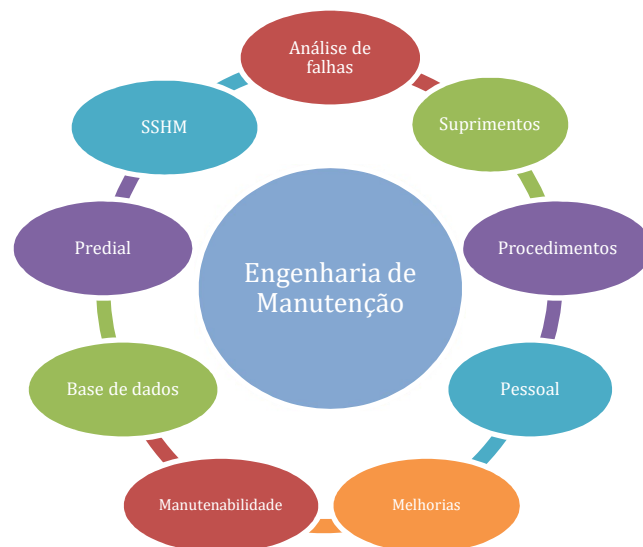 Análise de
falhas
Suprimentos
SSHM
Predial
Engenharia de
Manutenção
Procedimentos
Base de dados
Pessoal
Manutenabilidade
Melhorias